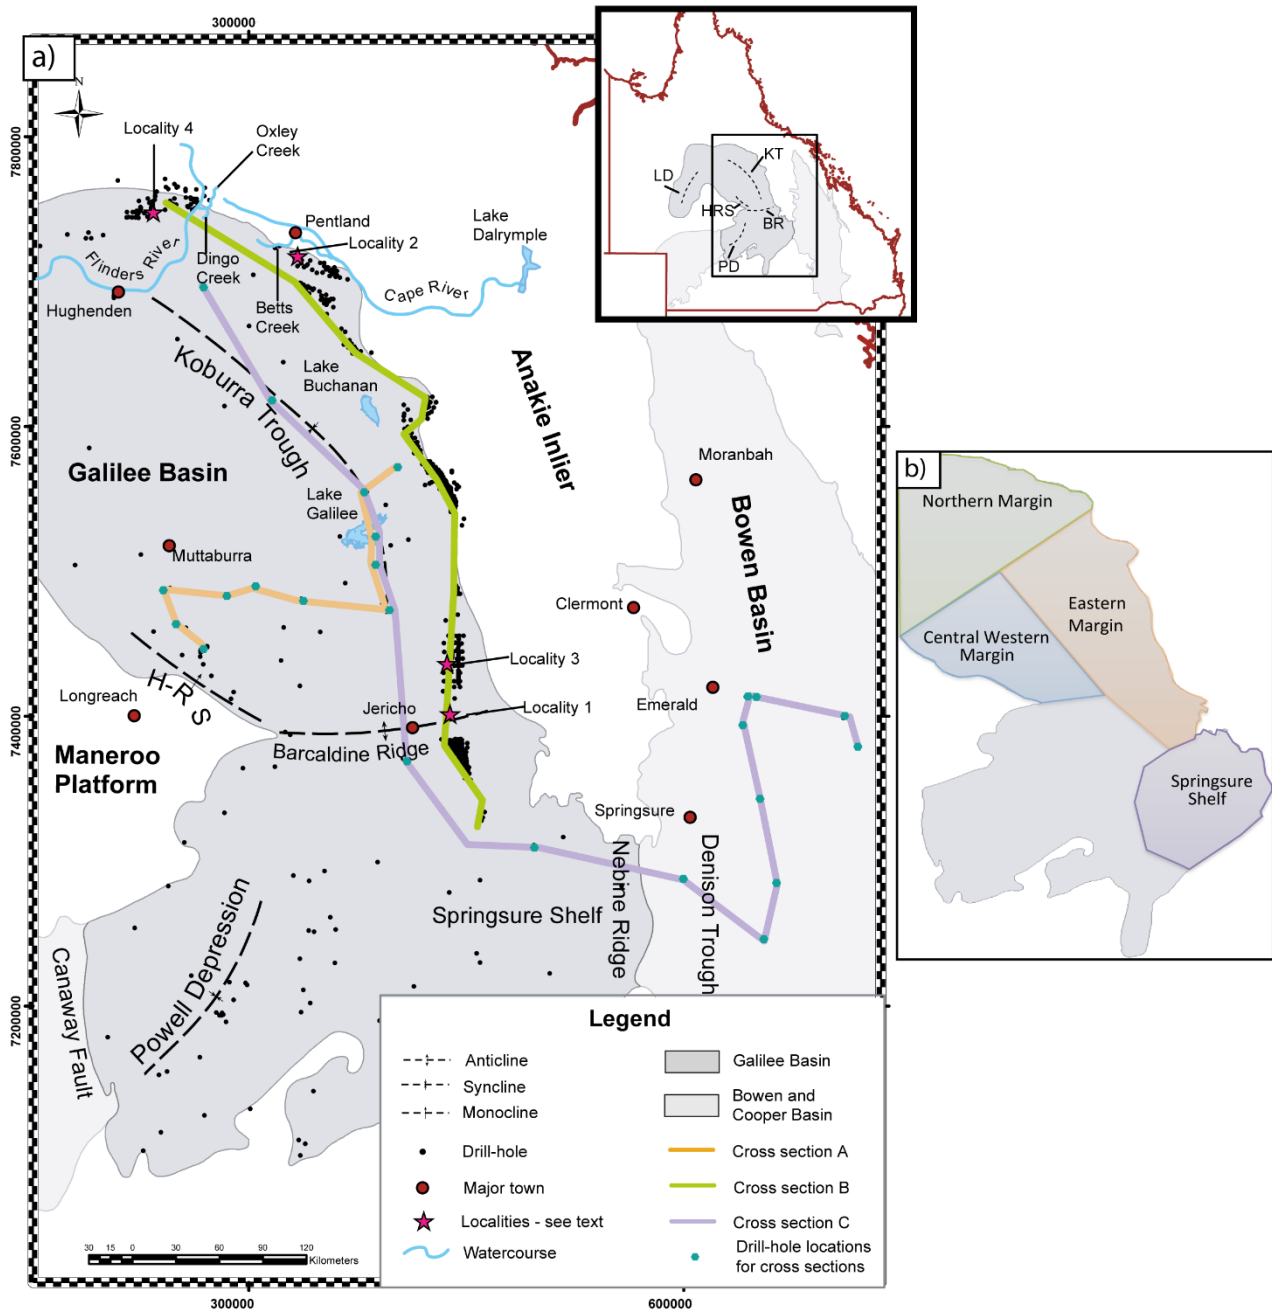 300000
a)
N
Locality 4
Oxley
Creek
7800000
Pentland
Locality 2
Lake
Dalrymple
Flinders River
Dingo
Creek
Betts
Creek
Cape River
Hughenden
Koburra Trough
Lake
Buchanan
Anakie Inlier
7600000
Galilee Basin
Lake
Galilee
Moranbah
Bowen Basin
Muttaburra
Clermont
Locality 3
Emerald
H-R S
Longreach
Jericho
Locality 1
7400000
Barcaldine Ridge
Maneroo
Platform
Springsure
Nebine Ridge
Denison Trough
Springsure Shelf
Powell Depression
Canaway Fault
7200000
30 15 0 30 60 90 120
Kilometers
300000
600000
Legend
Anticline
Syncline
Monocline
Drill-hole
Major town
Localities - see text
Watercourse
Galilee Basin
Bowen and
Cooper Basin
Cross section A
Cross section B
Cross section C
Drill-hole locations
for cross sections
KT
LD
HRS
BR
PD
b)
Northern Margin
Eastern
Margin
Central Western
Margin
Springsure
Shelf